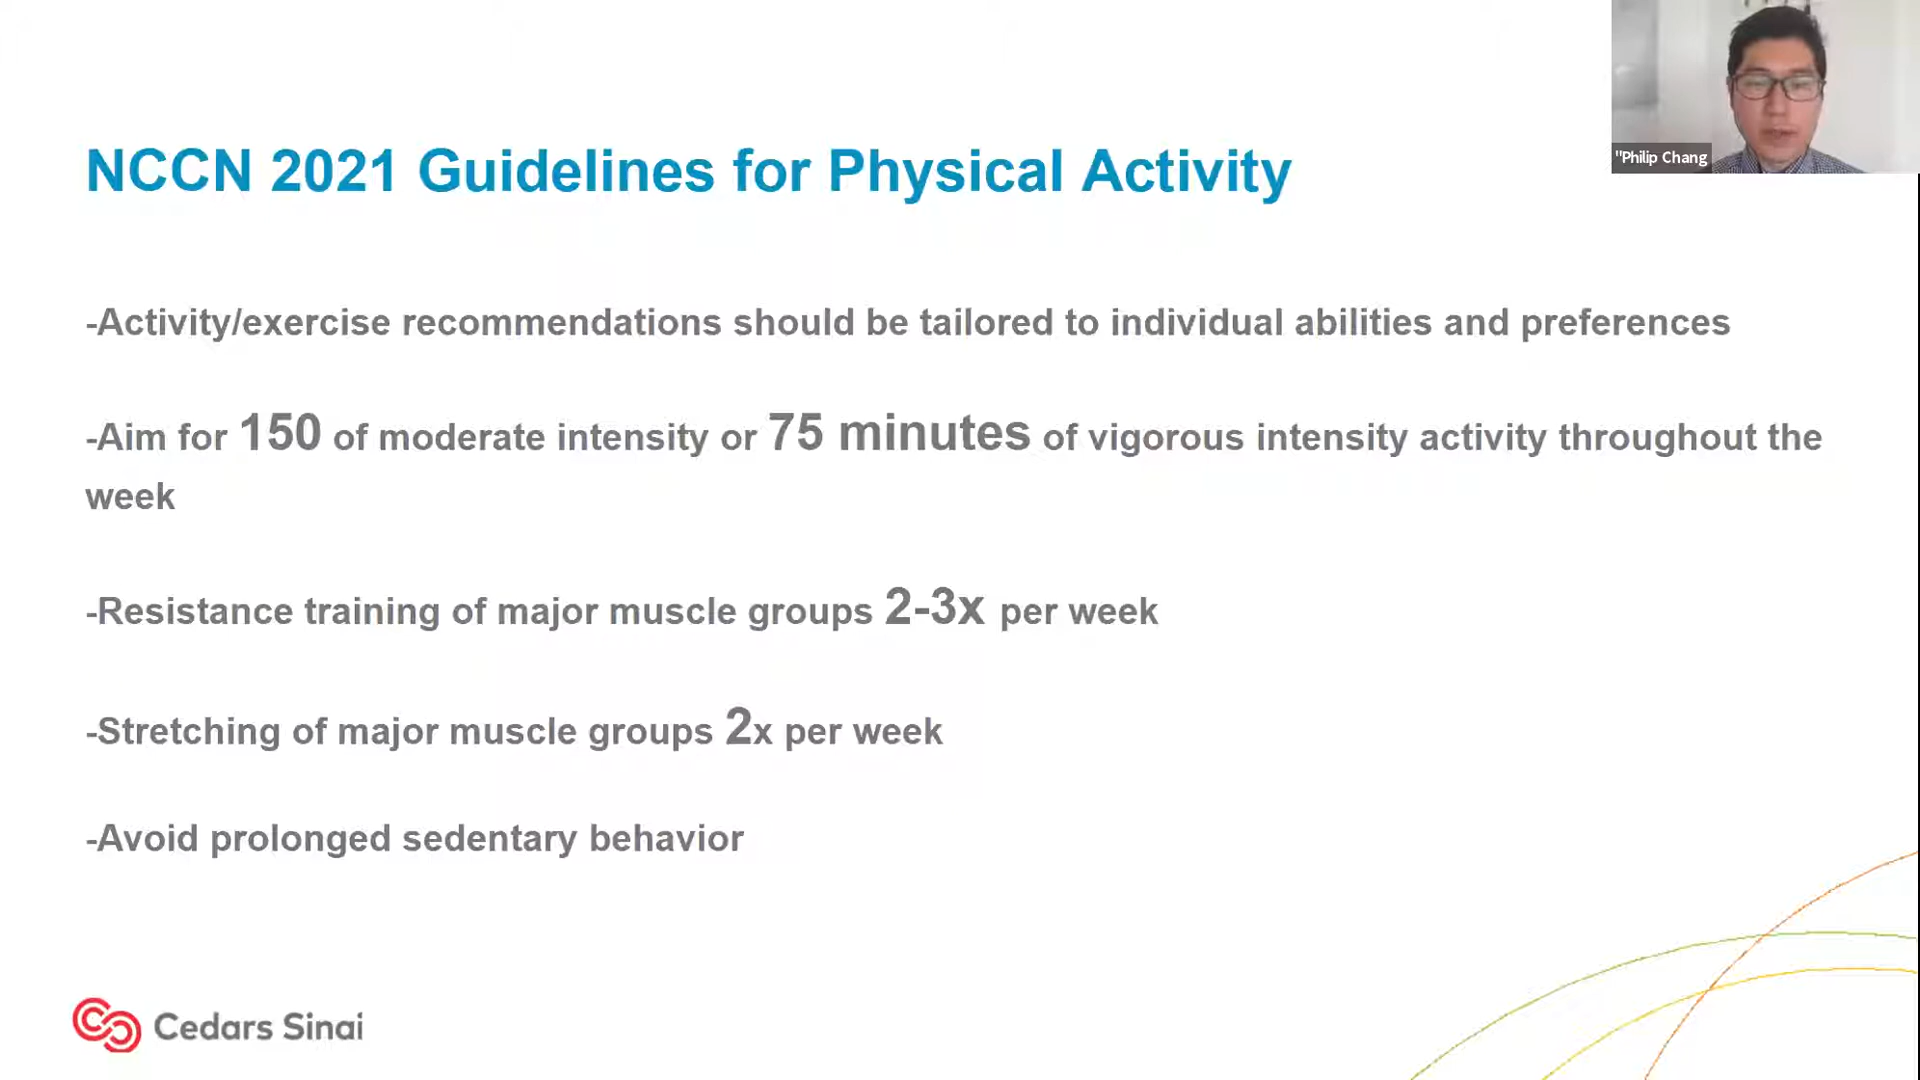 "Philip Chang
NCCN 2021 Guidelines for Physical Activity
-Activity/exercise recommendations should be tailored to individual abilities and preferences
-Aim for 150 of moderate intensity or 75 minutes of vigorous intensity activity throughout the
week
-Resistance training of major muscle groups 2-3x per week
-Stretching of major muscle groups 2x per week
-Avoid prolonged sedentary behavior
Cedars Sinai